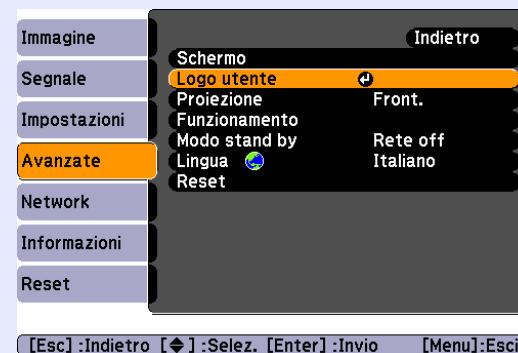 Immagine
Segnale
Impostazioni
Avanzate
Network
Informazioni
Reset
Indietro
Schermo
Logo utente
Proiezione Front.
Funzionamento
Modo stand by Rete off
Lingua Italiano
Reset
[Esc] :Indietro [◆] :Selez. [Enter] :Invio [Menu]:Esci